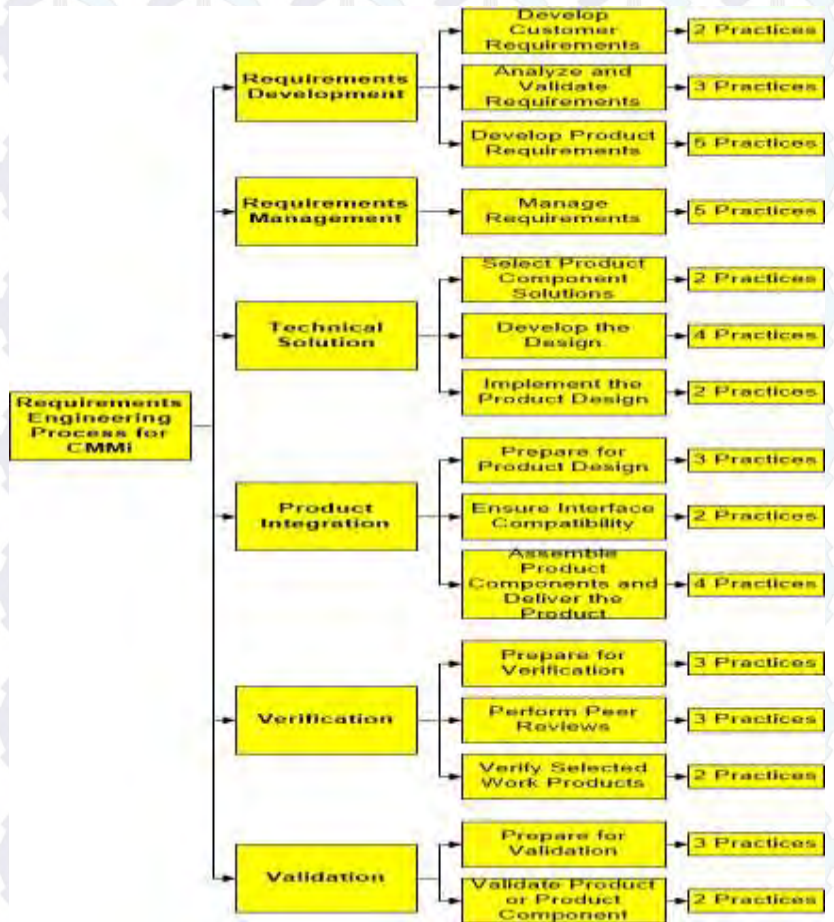 Requirements
Engineering
Process for
CMMi
Requirements
Development
Develop
Customer
Requirements
2 Practices
Analyze and
Validate
Requirements
3 Practices
Develop Product
Requirements
5 Practices
Requirements
Management
Manage
Requirements
5 Practices
Technical
Solution
Select Product
Component
Solutions
2 Practices
Develop the
Design
4 Practices
Implement the
Product Design
2 Practices
Product
Integration
Prepare for
Product Design
3 Practices
Ensure Interface
Compatibility
2 Practices
Assemble
Product
Components and
Deliver the
Product
4 Practices
Verification
Prepare for
Verification
3 Practices
Perform Peer
Reviews
3 Practices
Verify Selected
Work Products
2 Practices
Validation
Prepare for
Validation
3 Practices
Validate Product
or Product
Component
2 Practices